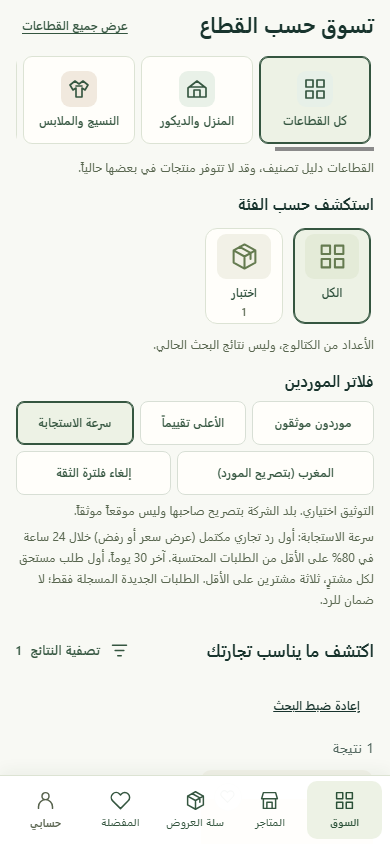 تسوق حسب القطاع
عرض جميع القطاعات
كل القطاعات
المنزل والديكور
النسيج والملابس
القطاعات دليل تصنيف، وقد لا تتوفر منتجات في بعضها حالياً.
استكشف حسب الفئة
الكل
اختبار
1
الأعداد من الكتالوج، وليس نتائج البحث الحالي.
فلاتر الموردين
موردون موثقون
الأعلى تقييماً
سرعة الاستجابة
المغرب (بتصريح المورد)
إلغاء فلترة الثقة
التوثيق اختياري. بلد الشركة بتصريح صاحبها وليس موقعاً موثقاً.
سرعة الاستجابة: أول رد تجاري مكتمل (عرض سعر أو رفض) خلال 24 ساعة
في 80% على الأقل من الطلبات المحتسبة. آخر 30 يوماً، أول طلب مستحق
لكل مشترٍ، ثلاثة مشترين على الأقل. الطلبات الجديدة المسجلة فقط؛ لا
ضمان للرد.
اكتشف ما يناسب تجارتك
تصفية النتائج 1
إعادة ضبط البحث
1 نتيجة
السوق
المتاجر
سلة العروض
المفضلة
حسابي